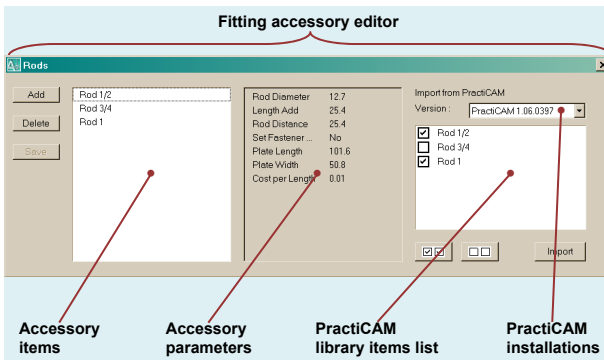 Fitting accessory editor
Rods
Add
Delete
Save
Rod 1/2
Rod 3/4
Rod 1
Rod Diameter 12.7
Length Add 25.4
Rod Distance 25.4
Set Fastener ... No
Plate Length 101.6
Plate Width 50.8
Cost per Length 0.01
Import from PractiCAM
Version : PractiCAM 1.06.0397
Rod 1/2
Rod 3/4
Rod 1
Import
Accessory items
Accessory parameters
PractiCAM library items list
PractiCAM installations